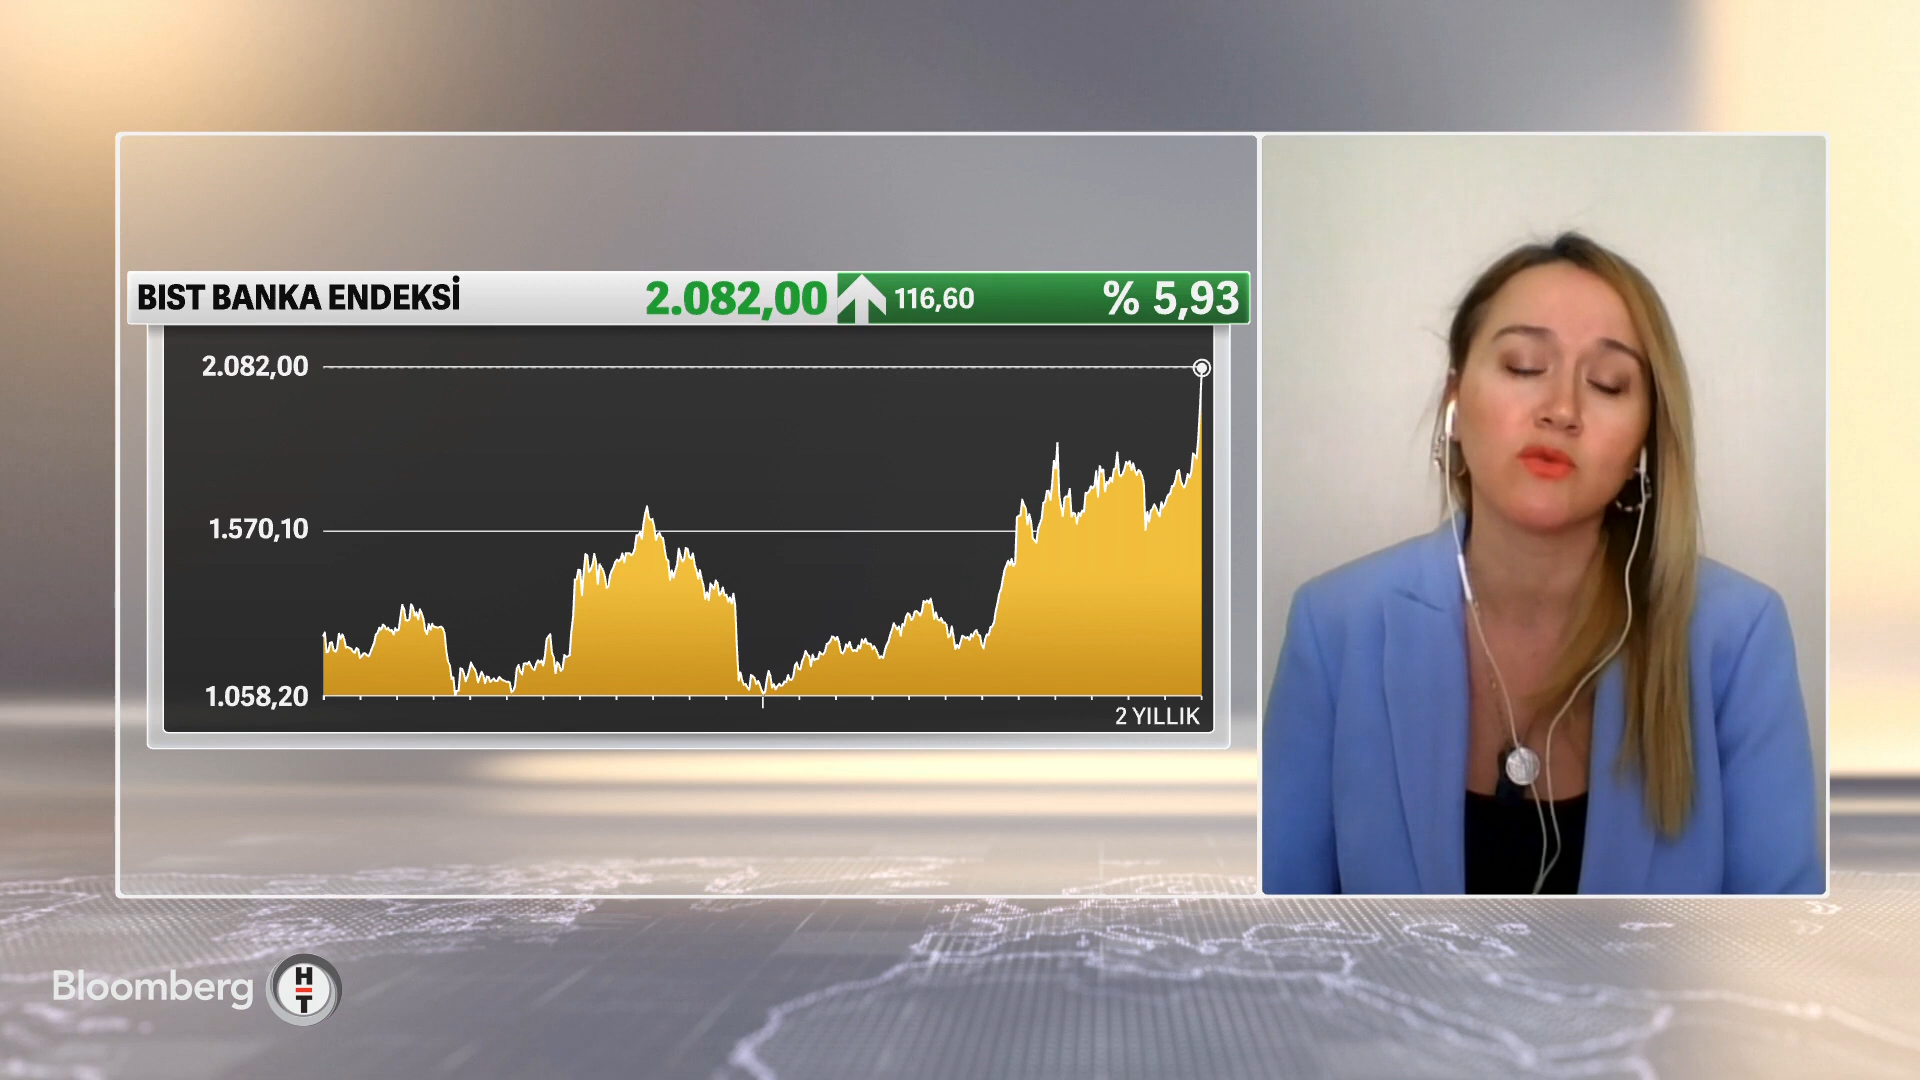 BIST BANKA ENDEKSİ 2.082,00 116,60 % 5,93
2.082,00
1.570,10
1.058,20
2 YILLIK
Bloomberg HT